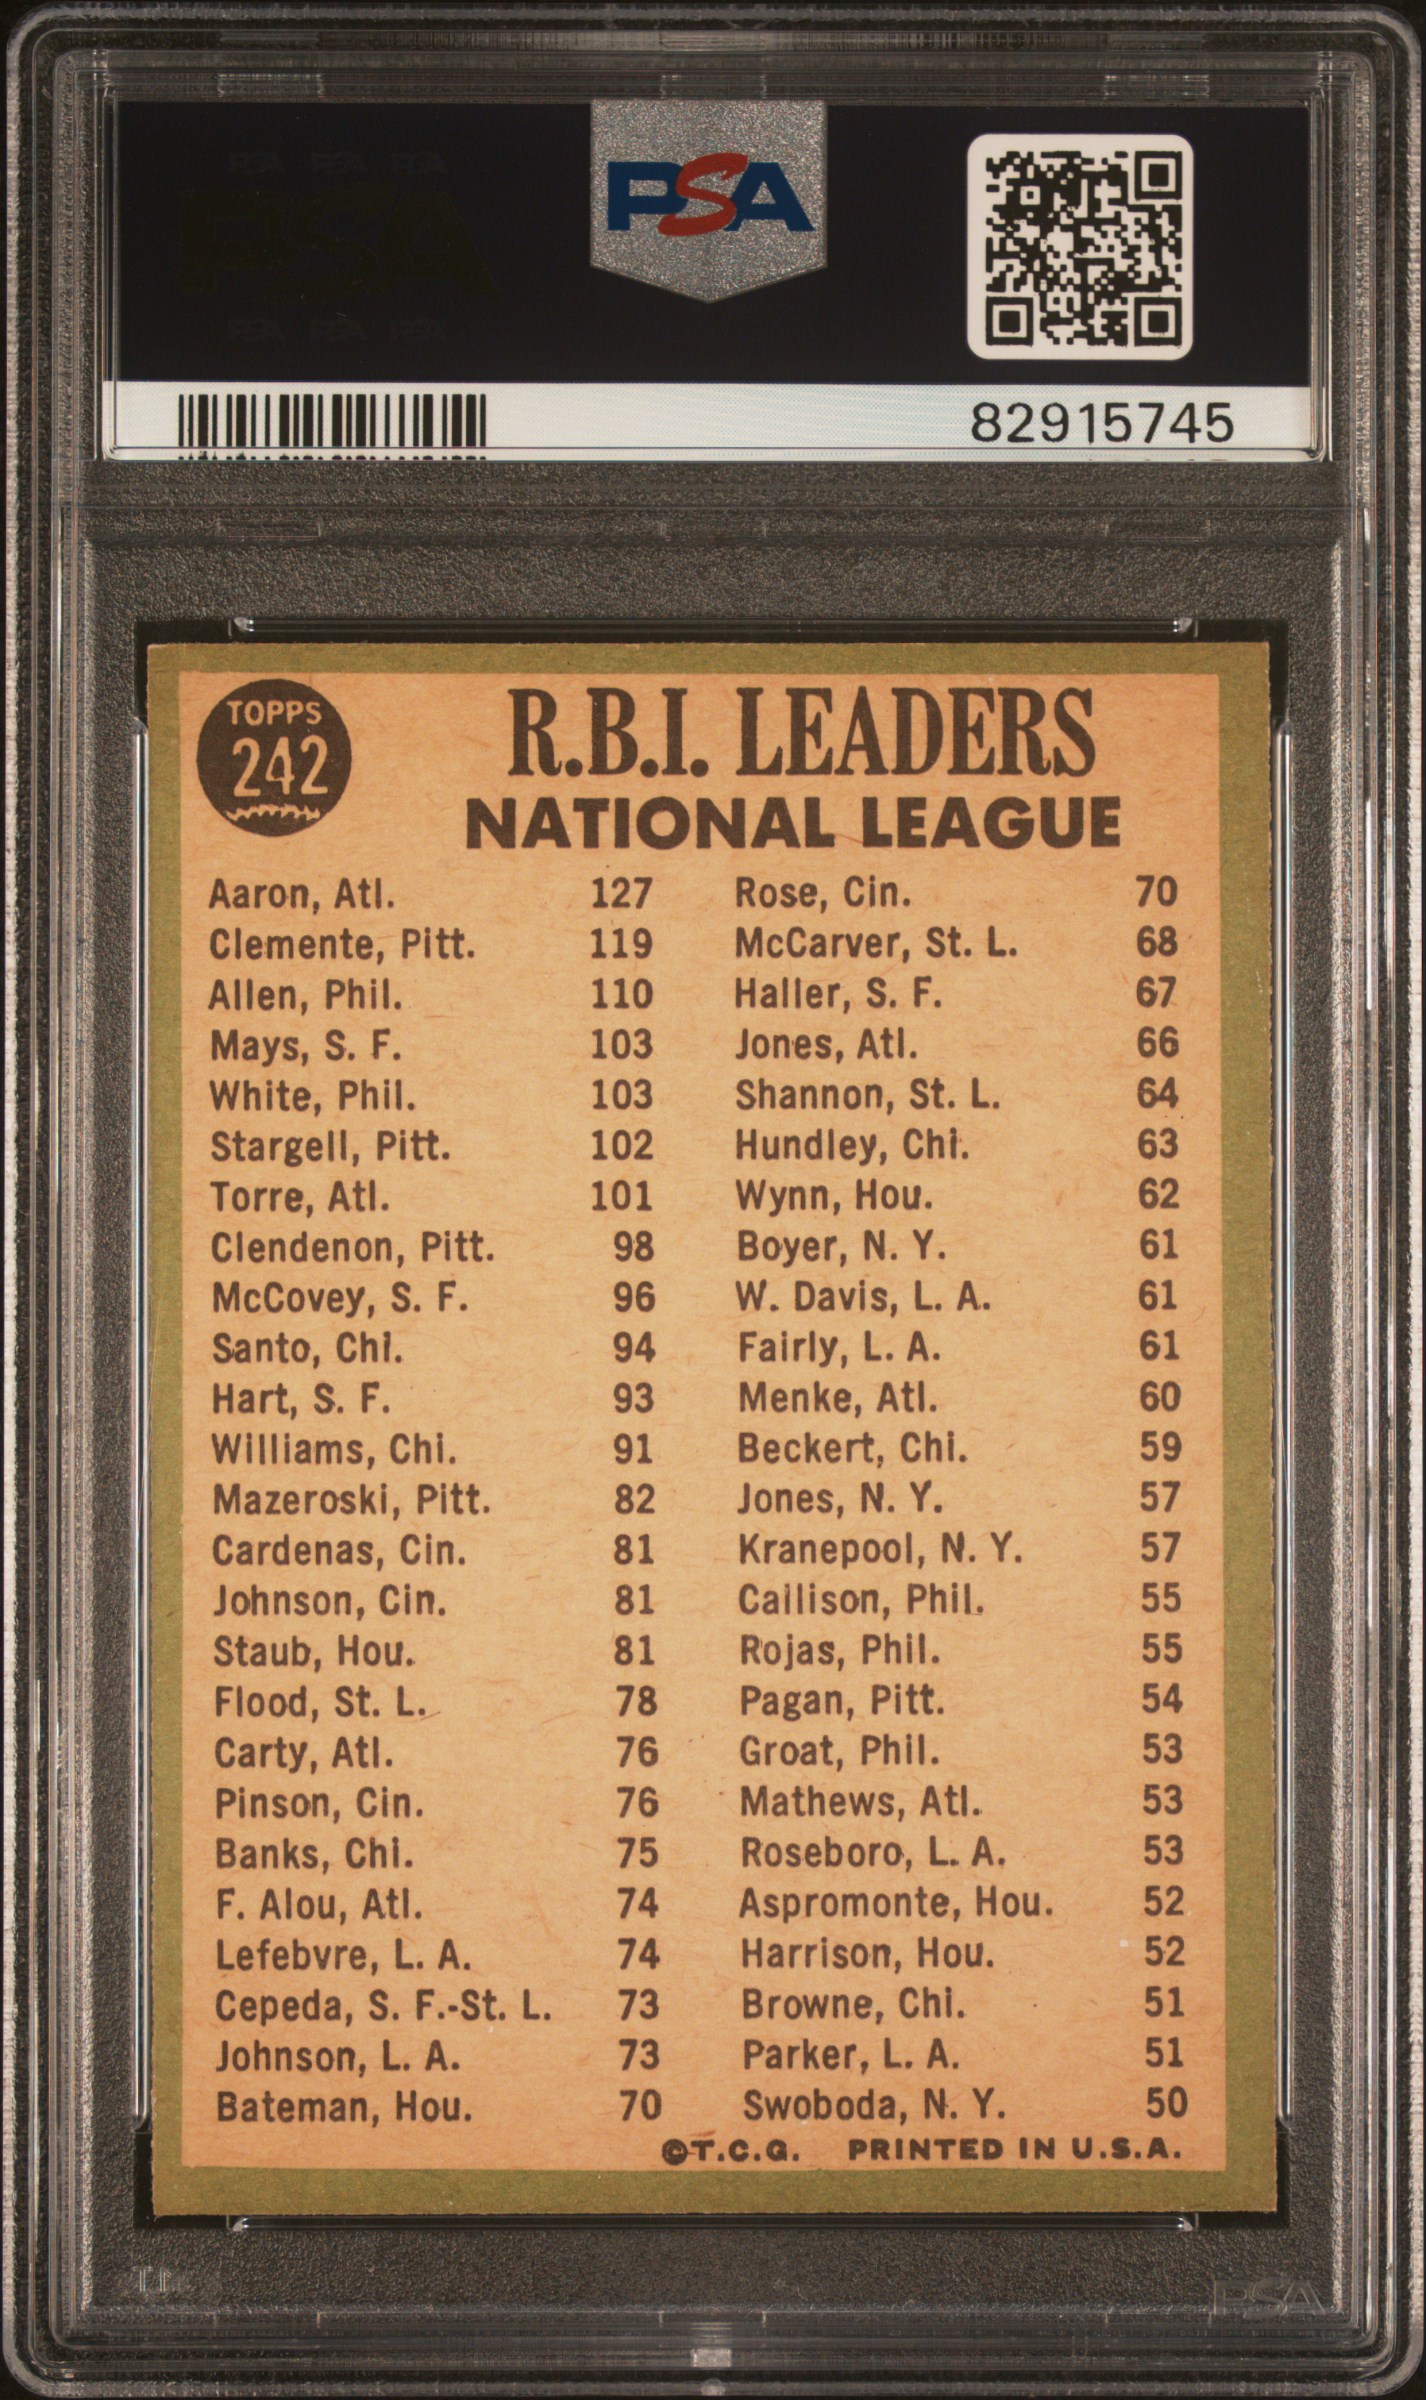 PSA
82915745
TOPPS
242
R.B.I. LEADERS
NATIONAL LEAGUE
Aaron, Atl. 127
Clemente, Pitt. 119
Allen, Phil. 110
Mays, S. F. 103
White, Phil. 103
Stargell, Pitt. 102
Torre, Atl. 101
Clendenon, Pitt. 98
McCovey, S. F. 96
Santo, Chi. 94
Hart, S. F. 93
Williams, Chi. 91
Mazeroski, Pitt. 82
Cardenas, Cin. 81
Johnson, Cin. 81
Staub, Hou. 81
Flood, St. L. 78
Carty, Atl. 76
Pinson, Cin. 76
Banks, Chi. 75
F. Alou, Atl. 74
Lefebvre, L. A. 74
Cepeda, S. F.-St. L. 73
Johnson, L. A. 73
Bateman, Hou. 70
Rose, Cin. 70
McCarver, St. L. 68
Haller, S. F. 67
Jones, Atl. 66
Shannon, St. L. 64
Hundley, Chi. 63
Wynn, Hou. 62
Boyer, N. Y. 61
W. Davis, L. A. 61
Fairly, L. A. 61
Menke, Atl. 60
Beckert, Chi. 59
Jones, N. Y. 57
Kranepool, N. Y. 57
Callison, Phil. 55
Rojas, Phil. 55
Pagan, Pitt. 54
Groat, Phil. 53
Mathews, Atl. 53
Roseboro, L. A. 53
Aspromonte, Hou. 52
Harrison, Hou. 52
Browne, Chi. 51
Parker, L. A. 51
Swoboda, N. Y. 50
©T.C.G. PRINTED IN U.S.A.
PSA